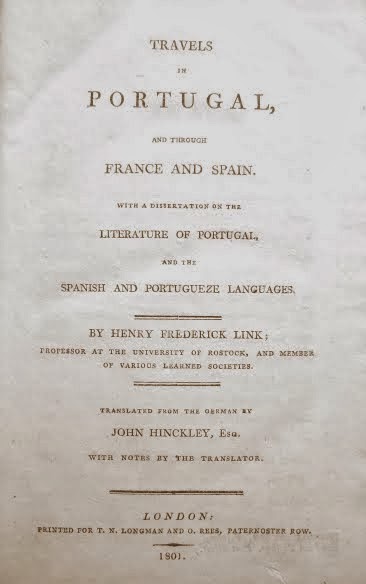 TRAVELS
IN
PORTUGAL,
AND THROUGH
FRANCE AND SPAIN.
WITH A DISSERTATION ON THE
LITERATURE OF PORTUGAL,
AND THE
SPANISH AND PORTUGUEZE LANGUAGES.
BY HENRY FREDERICK LINK;
PROFESSOR AT THE UNIVERSITY OF ROSTOCK, AND MEMBER
OF VARIOUS LEARNED SOCIETIES.
TRANSLATED FROM THE GERMAN BY
JOHN HINCKLEY, Esq.
WITH NOTES BY THE TRANSLATOR.
LONDON:
PRINTED FOR T. N. LONGMAN AND O. REES, PATERNOSTER ROW.
1801.